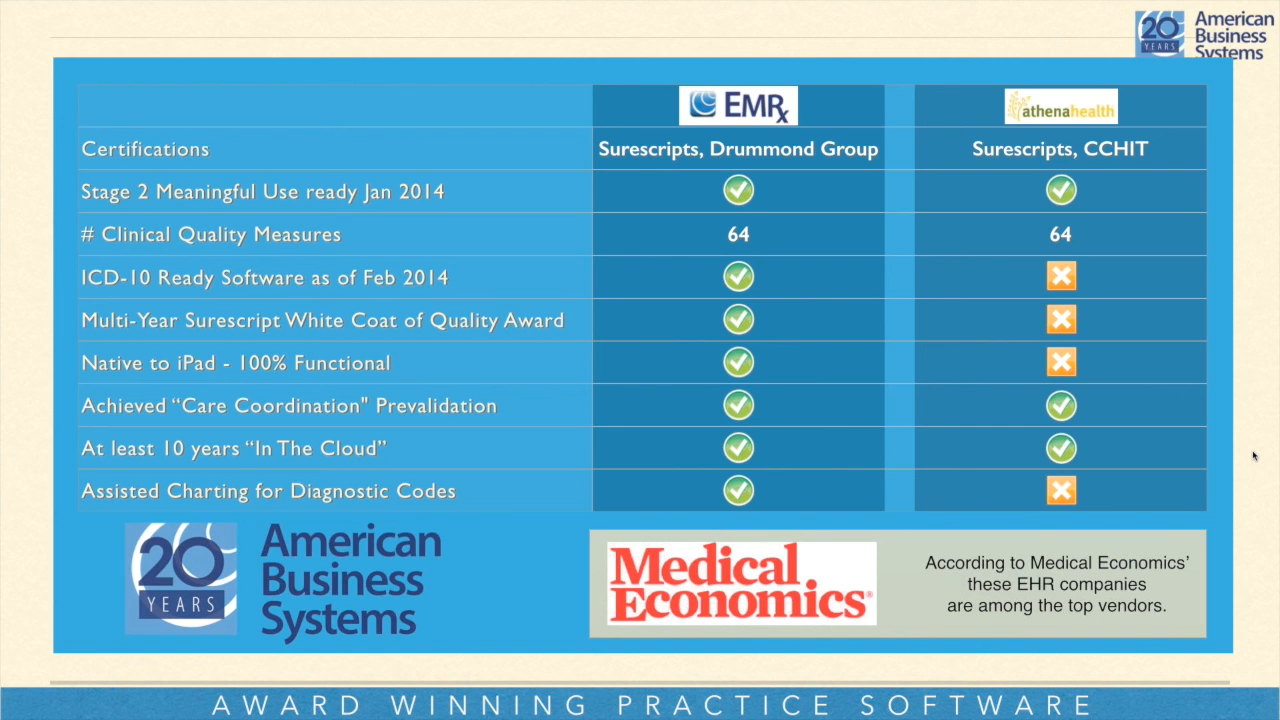 20 YEARS
American
Business
Systems
EMRx
athenahealth
Certifications Surescripts, Drummond Group Surescripts, CCHIT
Stage 2 Meaningful Use ready Jan 2014
# Clinical Quality Measures 64 64
ICD-10 Ready Software as of Feb 2014
Multi-Year Surescript White Coat of Quality Award
Native to iPad - 100% Functional
Achieved “Care Coordination" Prevalidation
At least 10 years “In The Cloud”
Assisted Charting for Diagnostic Codes
20
YEARS
American
Business
Systems
Medical
Economics®
According to Medical Economics’
these EHR companies
are among the top vendors.
AWARD WINNING PRACTICE SOFTWARE